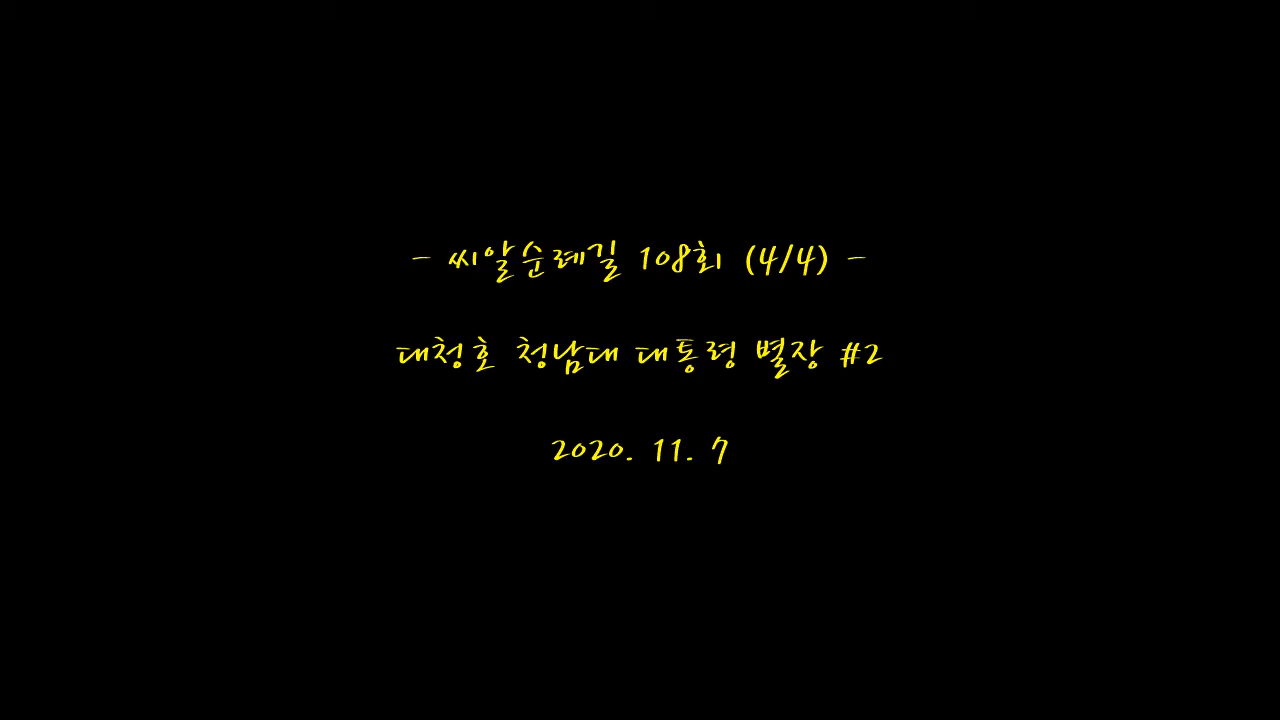 - 씨알순례길 108회 (4/4) -
대청호 청남대 대통령 별장 #2
2020. 11. 7